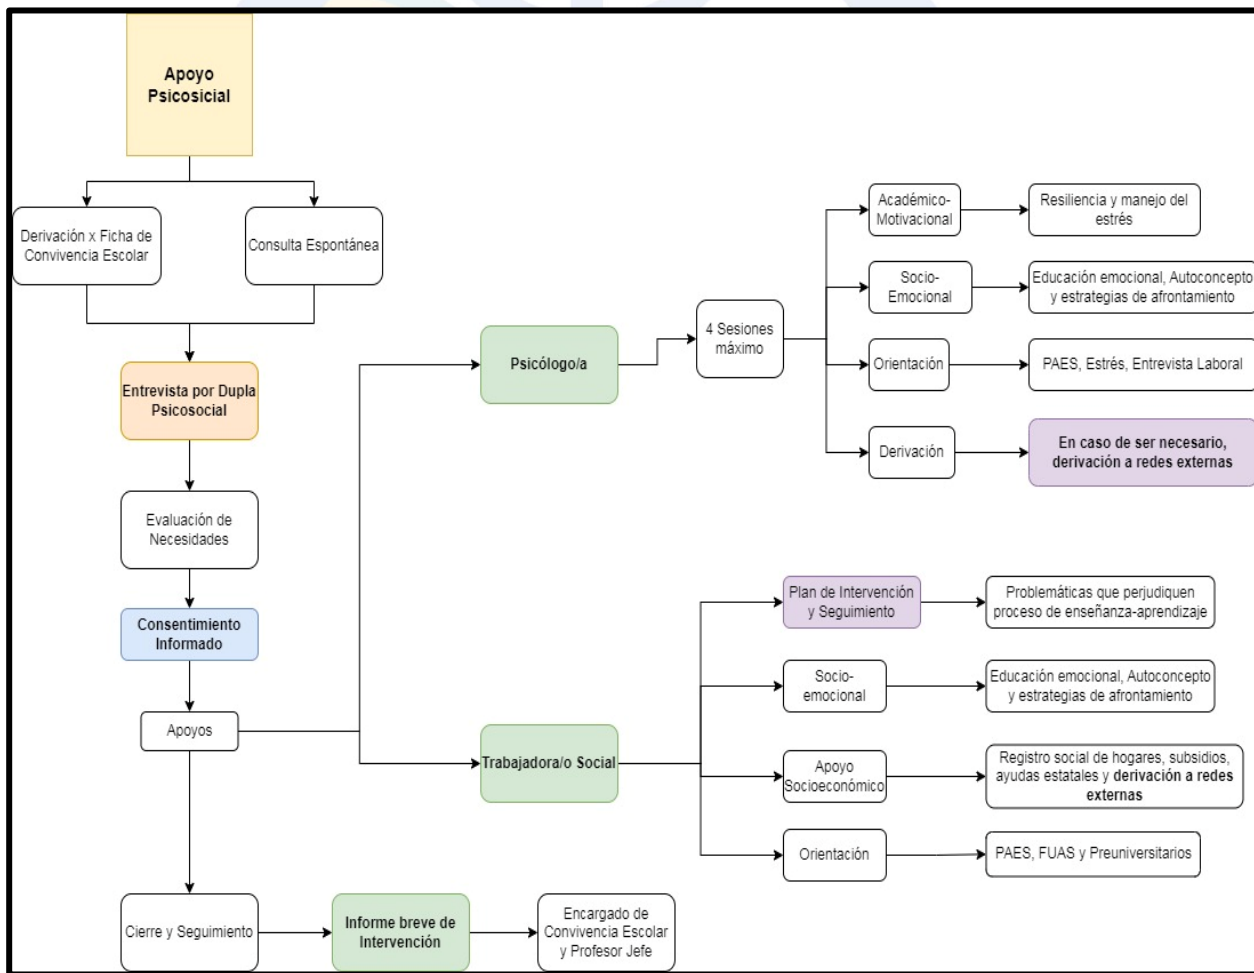 Apoyo
Psicosicial
Derivación x Ficha de
Convivencia Escolar
Consulta Espontánea
Entrevista por Dupla
Psicosocial
Evaluación de
Necesidades
Consentimiento
Informado
Apoyos
Psicólogo/a
4 Sesiones
máximo
Académico-
Motivacional
Resiliencia y manejo del
estrés
Socio-
Emocional
Educación emocional, Autoconcepto
y estrategias de afrontamiento
Orientación
PAES, Estrés, Entrevista Laboral
Derivación
En caso de ser necesario,
derivación a redes externas
Trabajadora/o Social
Plan de Intervención
y Seguimiento
Problemáticas que perjudiquen
proceso de enseñanza-aprendizaje
Socio-
emocional
Educación emocional, Autoconcepto
y estrategias de afrontamiento
Apoyo
Socioeconómico
Registro social de hogares, subsidios,
ayudas estatales y derivación a redes
externas
Orientación
PAES, FUAS y Preuniversitarios
Cierre y Seguimiento
Informe breve de
Intervención
Encargado de
Convivencia Escolar
y Profesor Jefe